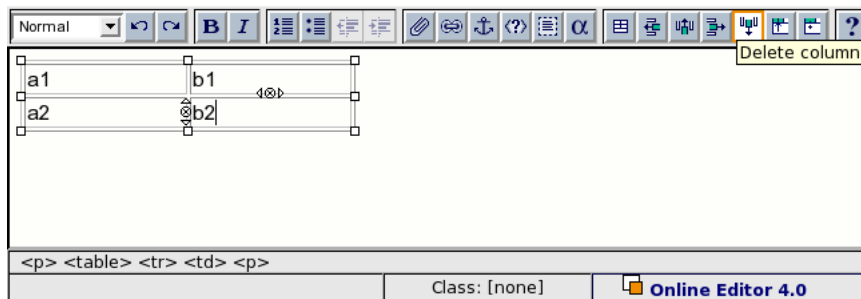 Normal B I <?> α ?
Delete column
a1 b1
a2 b2
<p> <table> <tr> <td> <p>
Class: [none] Online Editor 4.0